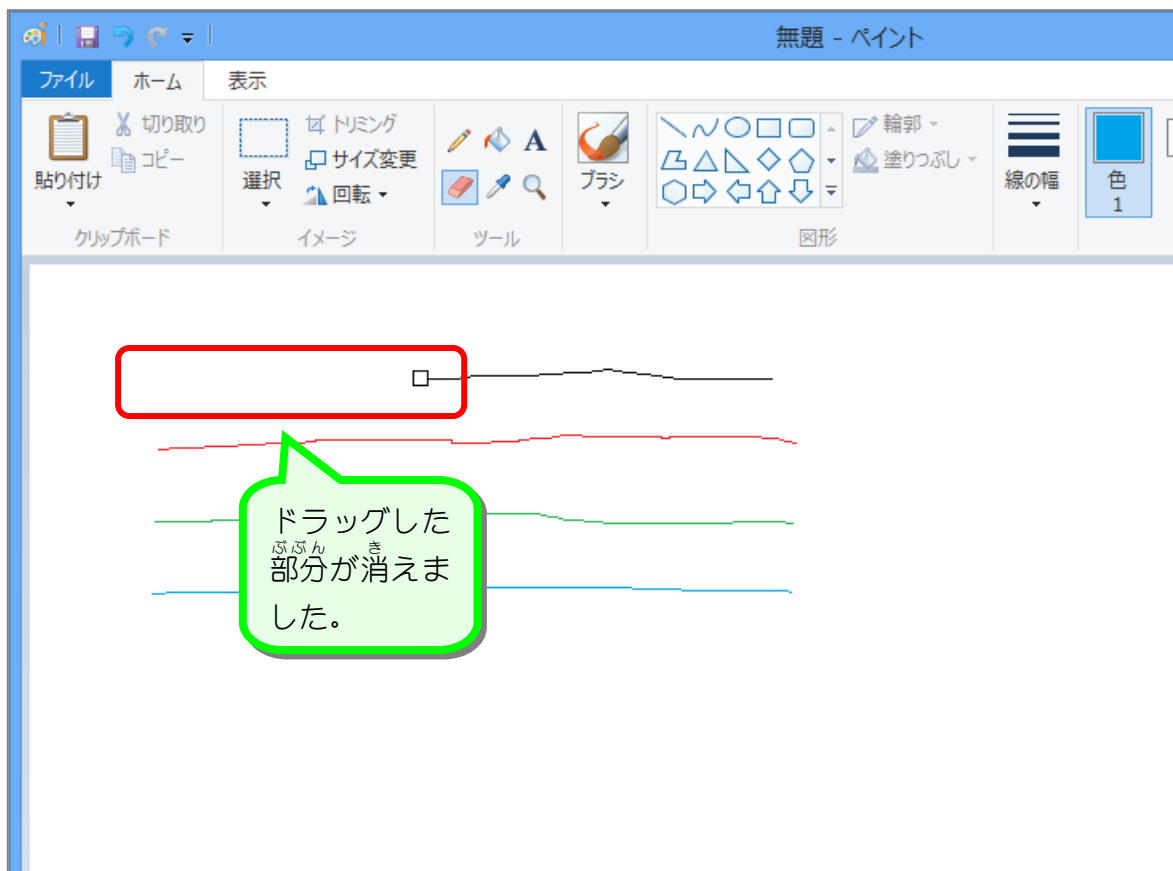 無題 - ペイント
ファイル ホーム 表示
貼り付け
切り取り
コピー
クリップボード
選択
トリミング
サイズ変更
回転
イメージ
A
ツール
ブラシ
輪郭
塗りつぶし
図形
線の幅
色
1
ドラッグした
ぶぶん き
部分が消えま
した。